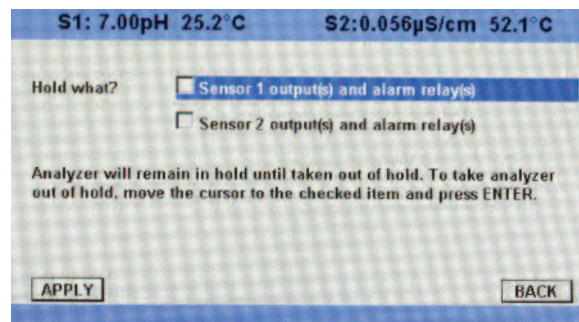 S1: 7.00pH 25.2°C S2:0.056µS/cm 52.1°C
Hold what? Sensor 1 output(s) and alarm relay(s)
Sensor 2 output(s) and alarm relay(s)
Analyzer will remain in hold until taken out of hold. To take analyzer
out of hold, move the cursor to the checked item and press ENTER.
APPLY BACK